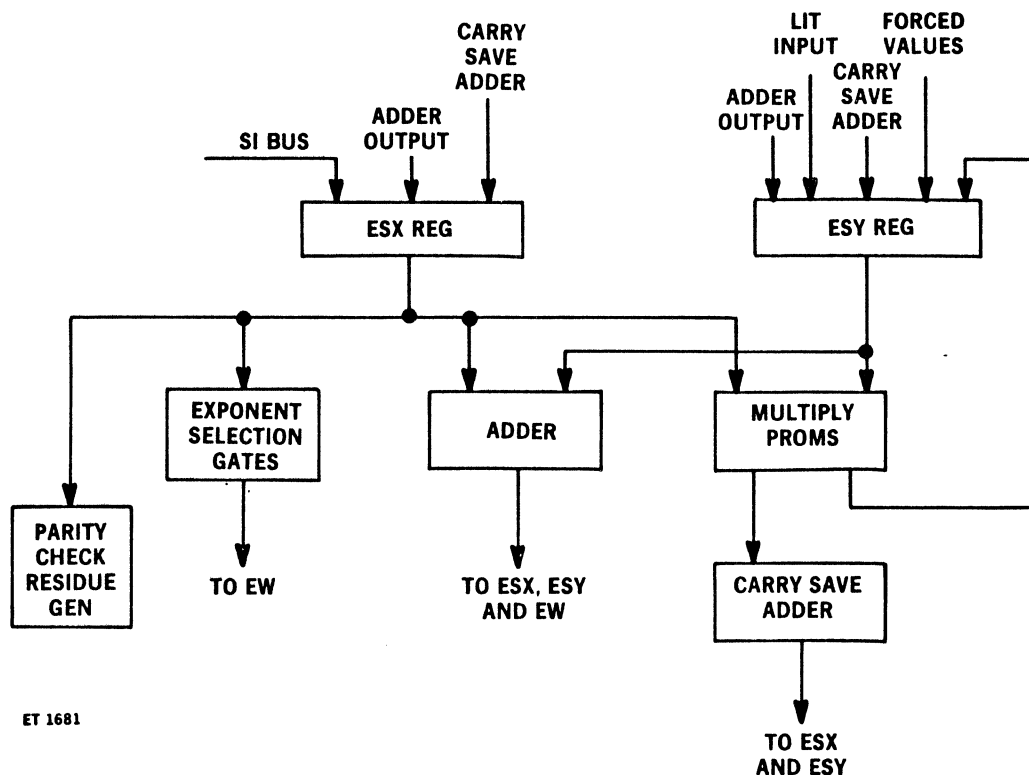 CARRY
SAVE
ADDER
ADDER
OUTPUT
SI BUS
ESX REG
LIT
INPUT
FORCED
VALUES
CARRY
SAVE
ADDER
ADDER
OUTPUT
ESY REG
EXPONENT
SELECTION
GATES
ADDER
MULTIPLY
PROMS
PARITY
CHECK
RESIDUE
GEN
TO EW
TO ESX, ESY
AND EW
CARRY SAVE
ADDER
TO ESX
AND ESY
ET 1681